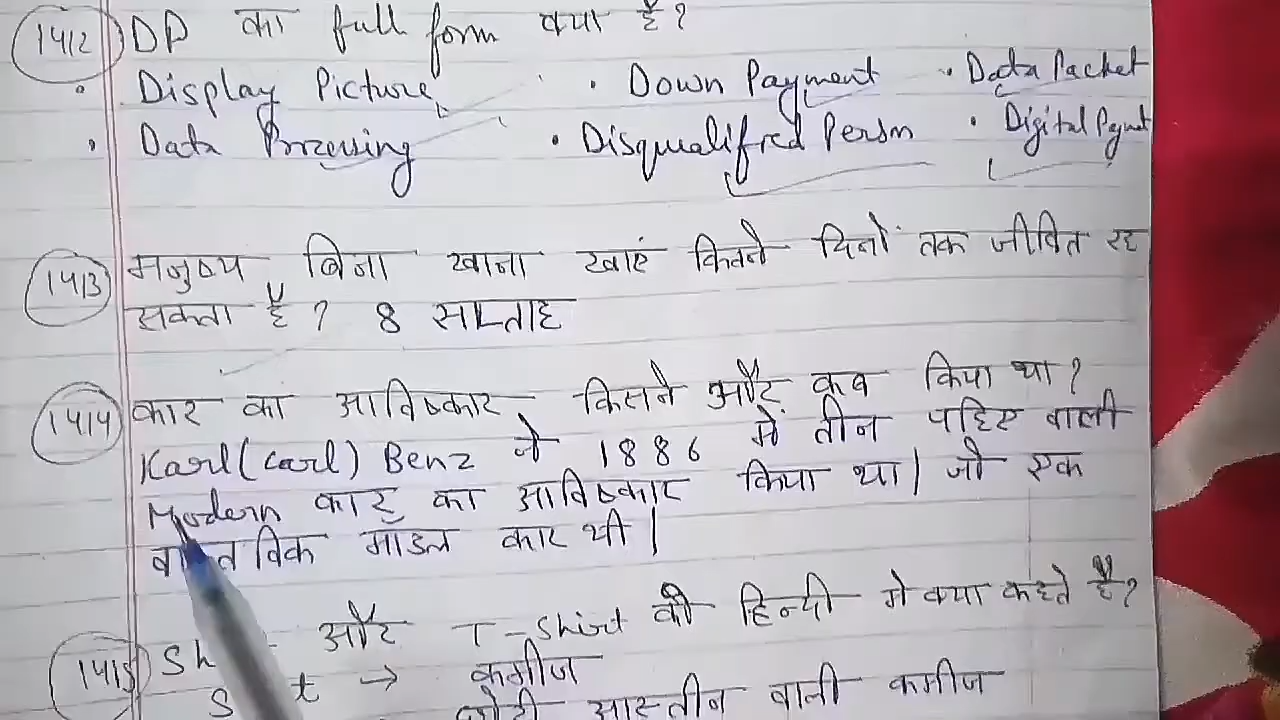 1412 DP का full form क्या है?
• Display Picture • Down Payment • Data Packet
• Data Processing • Disqualified Person • Digital Pgmet
1413 मनुष्य बिना खाना खाएं कितने दिनों तक जीवित रह
सकता है? 8 साप्ताह
1414 कार का आविष्कार किसने और कब किया था?
Karl(Carl) Benz ने 1886 में तीन पहिए वाली
Modern कार का आविष्कार किया था| जो एक
वास्तविक माडल कार थी|
1415 Sh और T-Shirt को हिन्दी मे क्या कहते है?
S t → कमीज
छोटी आस्तीन वाली कमीज